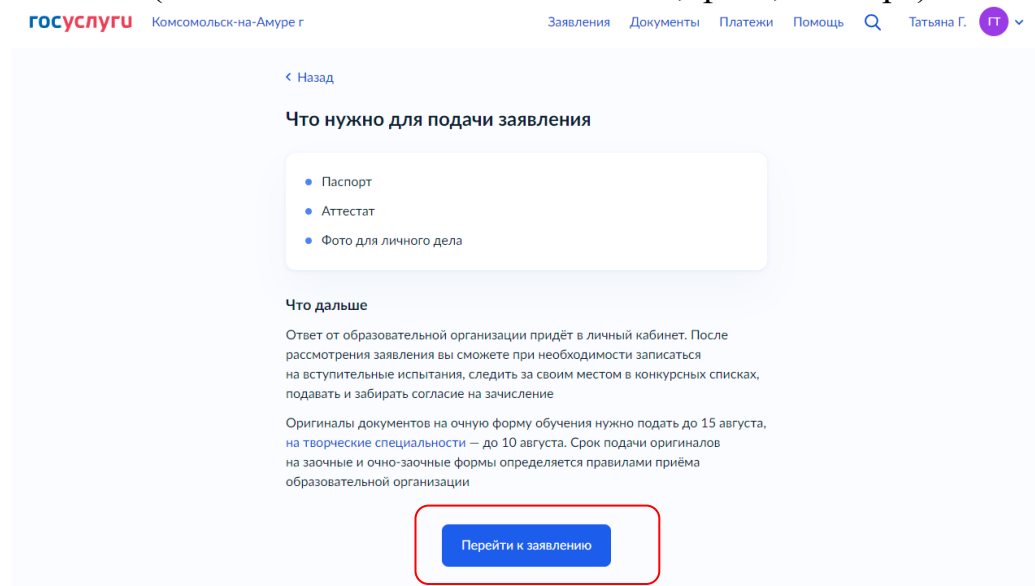 госуслуги Комсомольск-на-Амуре г Заявления Документы Платежи Помощь Татьяна Г. ГТ
Назад
Что нужно для подачи заявления
Паспорт
Аттестат
Фото для личного дела
Что дальше
Ответ от образовательной организации придёт в личный кабинет. После
рассмотрения заявления вы сможете при необходимости записаться
на вступительные испытания, следить за своим местом в конкурсных списках,
подавать и забирать согласие на зачисление
Оригиналы документов на очную форму обучения нужно подать до 15 августа,
на творческие специальности — до 10 августа. Срок подачи оригиналов
на заочные и очно-заочные формы определяется правилами приёма
образовательной организации
Перейти к заявлению